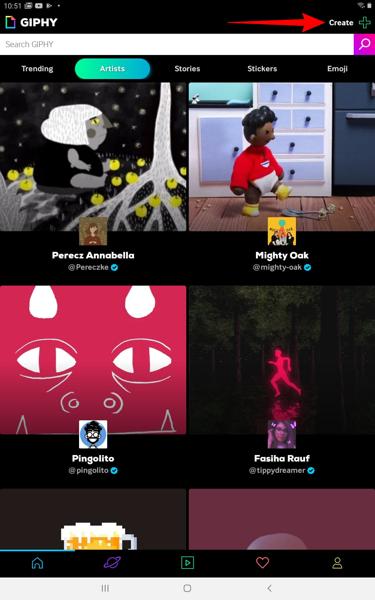 10:51
GIPHY
Create
Search GIPHY
Trending
Artists
Stories
Stickers
Emoji
Perecz Annabella
@Pereczke
Mighty Oak
@mighty-oak
Pingolito
@pingolito
Fasiha Rauf
@tippydreamer